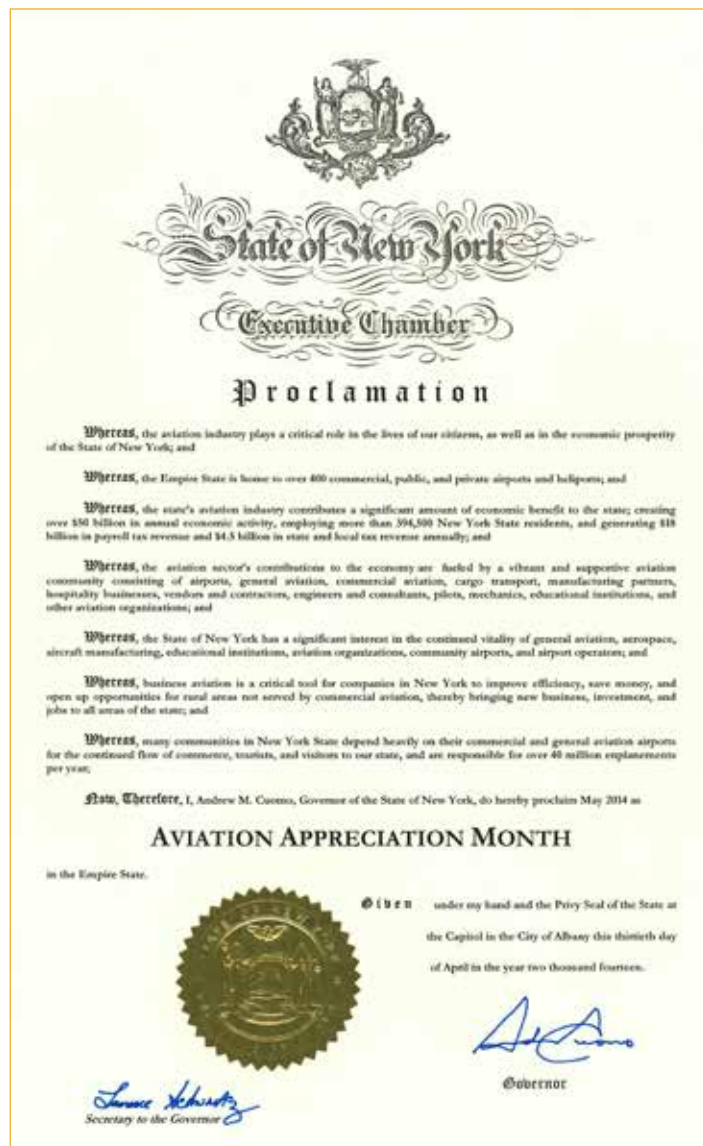 State of New York
Executive Chamber
Proclamation
Whereas, the aviation industry plays a critical role in the lives of our citizens, as well as in the economic prosperity
of the State of New York; and
Whereas, the Empire State is home to over 400 commercial, public, and private airports and heliports; and
Whereas, the state's aviation industry contributes a significant amount of economic benefit to the state; creating
over $50 billion in annual economic activity, employing more than 394,500 New York State residents, and generating $18
billion in payroll tax revenue and $4.5 billion in state and local tax revenue annually; and
Whereas, the aviation sector's contributions to the economy are fueled by a vibrant and supportive aviation
community consisting of airports, general aviation, commercial aviation, cargo transport, manufacturing partners,
hospitality businesses, vendors and contractors, engineers and consultants, pilots, mechanics, educational institutions, and
other aviation organizations; and
Whereas, the State of New York has a significant interest in the continued vitality of general aviation, aerospace,
aircraft manufacturing, educational institutions, aviation organizations, community airports, and airport operators; and
Whereas, business aviation is a critical tool for companies in New York to improve efficiency, save money, and
open up opportunities for rural areas not served by commercial aviation, thereby bringing new business, investment, and
jobs to all areas of the state; and
Whereas, many communities in New York State depend heavily on their commercial and general aviation airports
for the continued flow of commerce, tourists, and visitors to our state, and are responsible for over 40 million enplanements
per year;
Now, Therefore, I, Andrew M. Cuomo, Governor of the State of New York, do hereby proclaim May 2014 as
AVIATION APPRECIATION MONTH
in the Empire State.
Given under my hand and the Privy Seal of the State at
the Capitol in the City of Albany this thirtieth day
of April in the year two thousand fourteen.
Governor
Secretary to the Governor